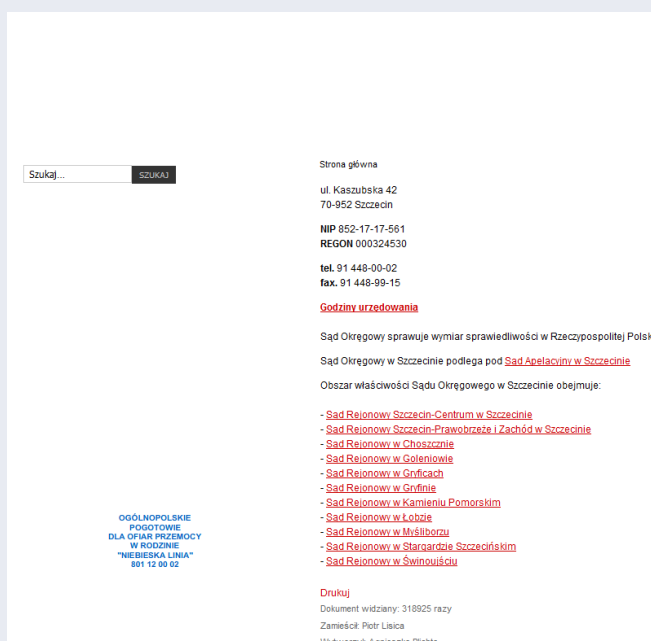 Szukaj...
SZUKAJ
Strona główna
ul. Kaszubska 42
70-952 Szczecin
NIP 852-17-17-561
REGON 000324530
tel. 91 448-00-02
fax. 91 448-99-15
Godziny urzędowania
Sąd Okręgowy sprawuje wymiar sprawiedliwości w Rzeczypospolitej Polsk
Sąd Okręgowy w Szczecinie podlega pod Sąd Apelacyjny w Szczecinie
Obszar właściwości Sądu Okręgowego w Szczecinie obejmuje:
- Sąd Rejonowy Szczecin-Centrum w Szczecinie
- Sąd Rejonowy Szczecin-Prawobrzeże i Zachód w Szczecinie
- Sąd Rejonowy w Choszcznie
- Sąd Rejonowy w Goleniowie
- Sąd Rejonowy w Gryficach
- Sąd Rejonowy w Gryfinie
- Sąd Rejonowy w Kamieniu Pomorskim
- Sąd Rejonowy w Łobzie
- Sąd Rejonowy w Myśliborzu
- Sąd Rejonowy w Stargardzie Szczecińskim
- Sąd Rejonowy w Świnoujściu
OGÓLNOPOLSKIE
POGOTOWIE
DLA OFIAR PRZEMOCY
W RODZINIE
"NIEBIESKA LINIA"
801 12 00 02
Drukuj
Dokument widziany: 318925 razy
Zamieścił: Piotr Lisica